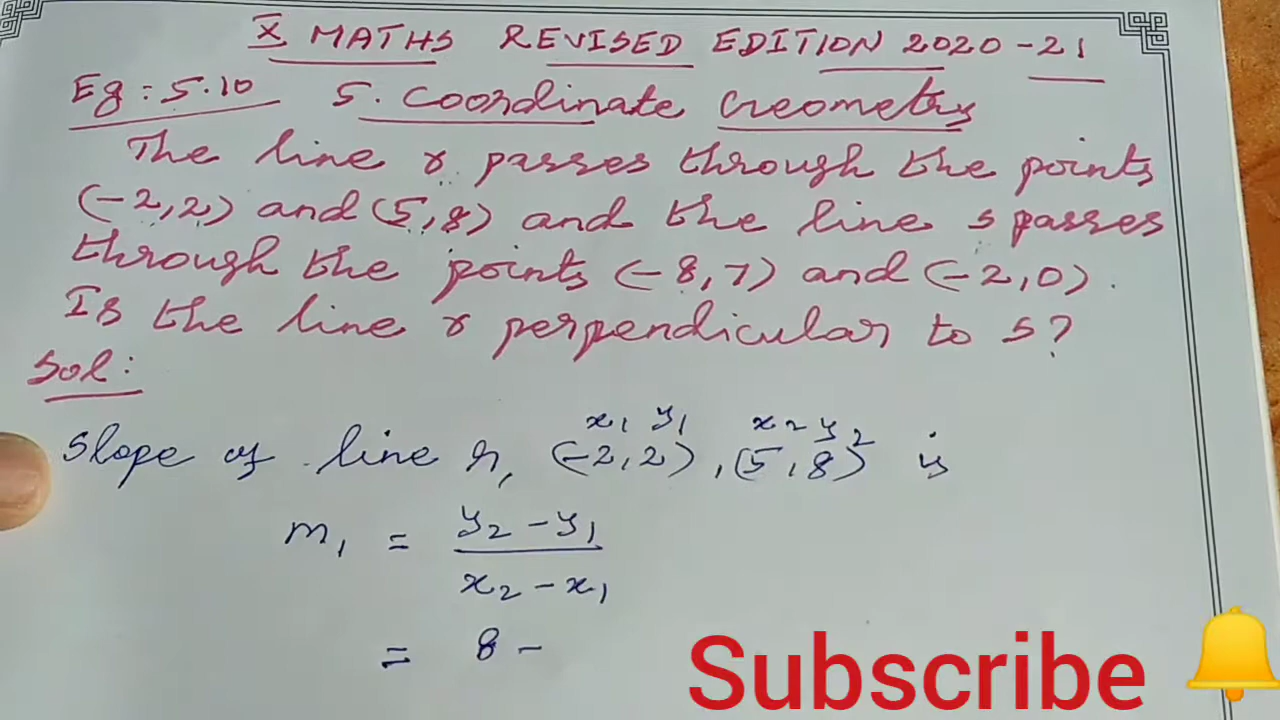 X MATHS REVISED EDITION 2020-21
Eg: 5.10 5. Coordinate Geometry
The line r passes through the points
(-2,2) and (5,8) and the line s passes
through the points (-8,7) and (-2,0).
Is the line r perpendicular to s?
Sol:
x1 y1 x2 y2
Slope of line r, (-2,2), (5,8) is
m1 = y2 - y1
x2 - x1
= 8 -
Subscribe